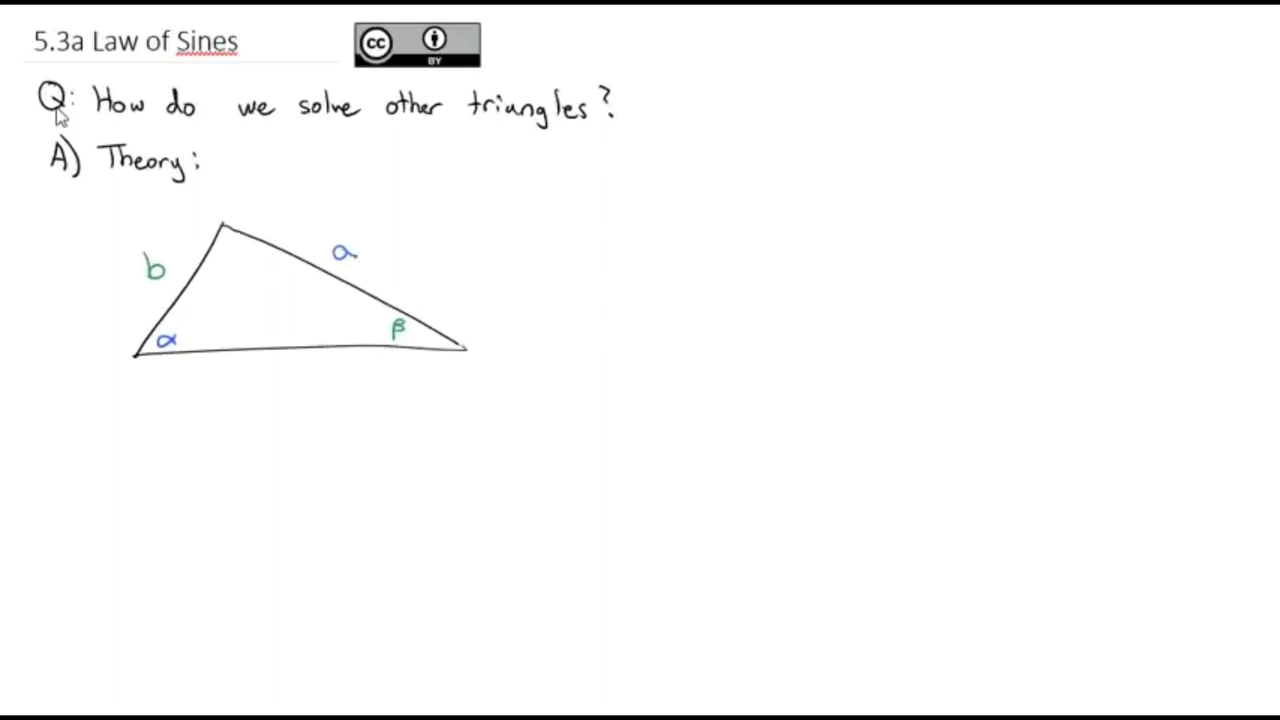 5.3a Law of Sines
cc BY
Q: How do we solve other triangles?
A) Theory:
b
a
α
β